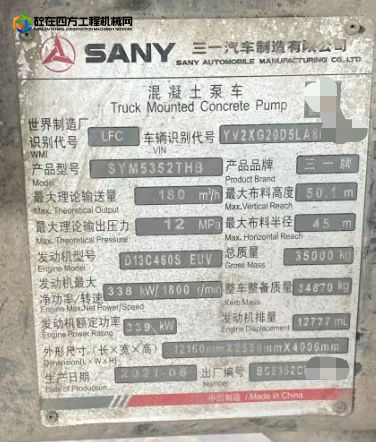 砼在四方工程机械网
CONSTRUCTION MACHINERY NETWORK
SANY 三一汽车制造有限公司
SANY AUTOMOBILE MANUFACTURING CO.,LTD.
混凝土泵车
Truck Mounted Concrete Pump
世界制造厂识别代号 LFC 车辆识别代号 YV2XG20D5LA8
WMI VIN
产品型号 SYM5352THB 产品品牌 三一牌
Model Product Brand
最大理论输送量 180 m³/h 最大布料高度 50.1 m
Max. Theoretical Output Max.Vertical Reach
最大理论输出压力 12 MPa 最大布料半径 45 m
Max. Theoretical Pressure Max. Horizontal Reach
发动机型号 D13C460S EUV 总质量 35000 kg
Engine Model Gross Mass
发动机最大净功率/转速 338 kW/1800 r/min 整车整备质量 34870 kg
Engine Max.Net Power/Speed Kerb Mass
发动机额定功率 339 kW 发动机排量 12777 mL
Engine Rated Power Engine Displacement
外形尺寸(长×宽×高) 12160mm×2550mm×4006mm
Dimension(L×W×H)
生产日期 2021.06 出厂编号
Date of Production Number
中国制造 / Made in China